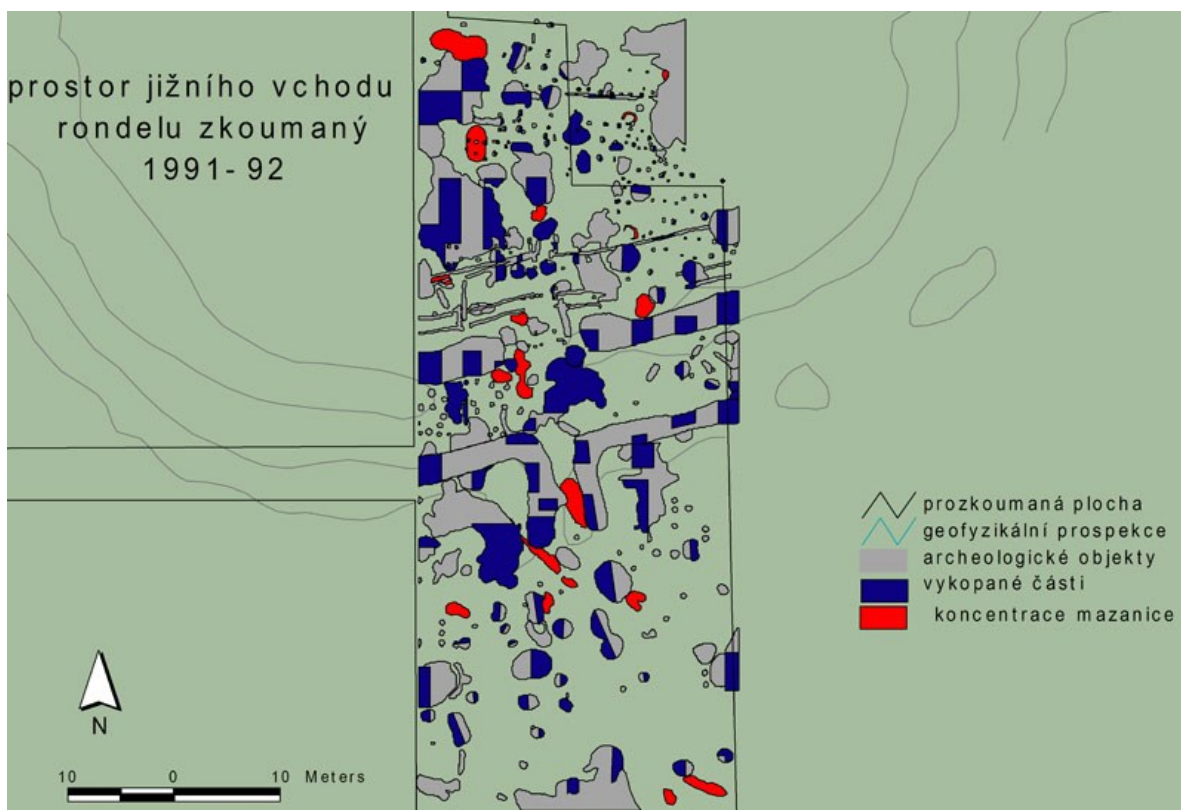 prostor jižního vchodu
rondelu zkoumaný
1991-92
prozkoumaná plocha
geofyzikální prospekce
archeologické objekty
vykopané části
koncentrace mazanice
N
10 0 10 Meters